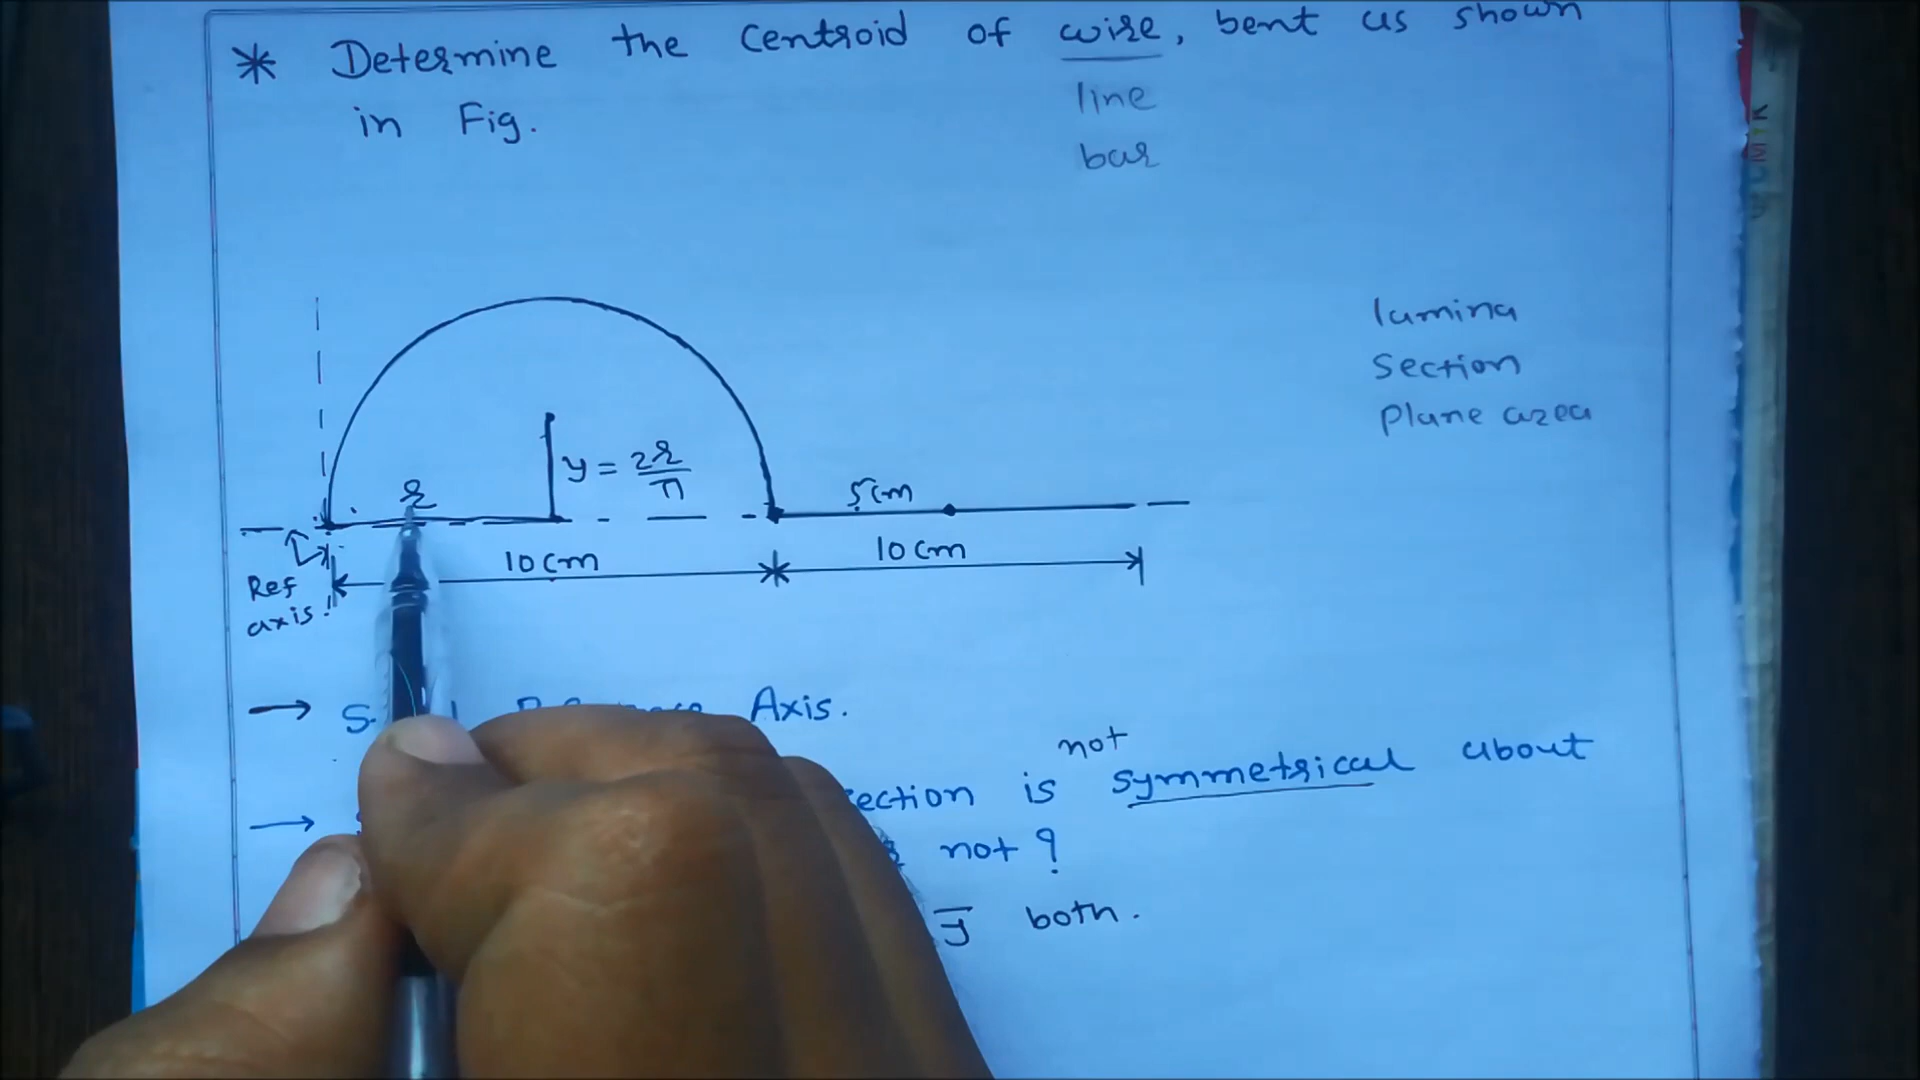 * Determine the Centroid of wire, bent as shown
in Fig.
line
bar
lamina
section
plane area
y = 2r/π
r
5cm
10cm
10cm
Ref
axis
→ Axis.
not
→ is symmetrical about
not ?
ȳ both.